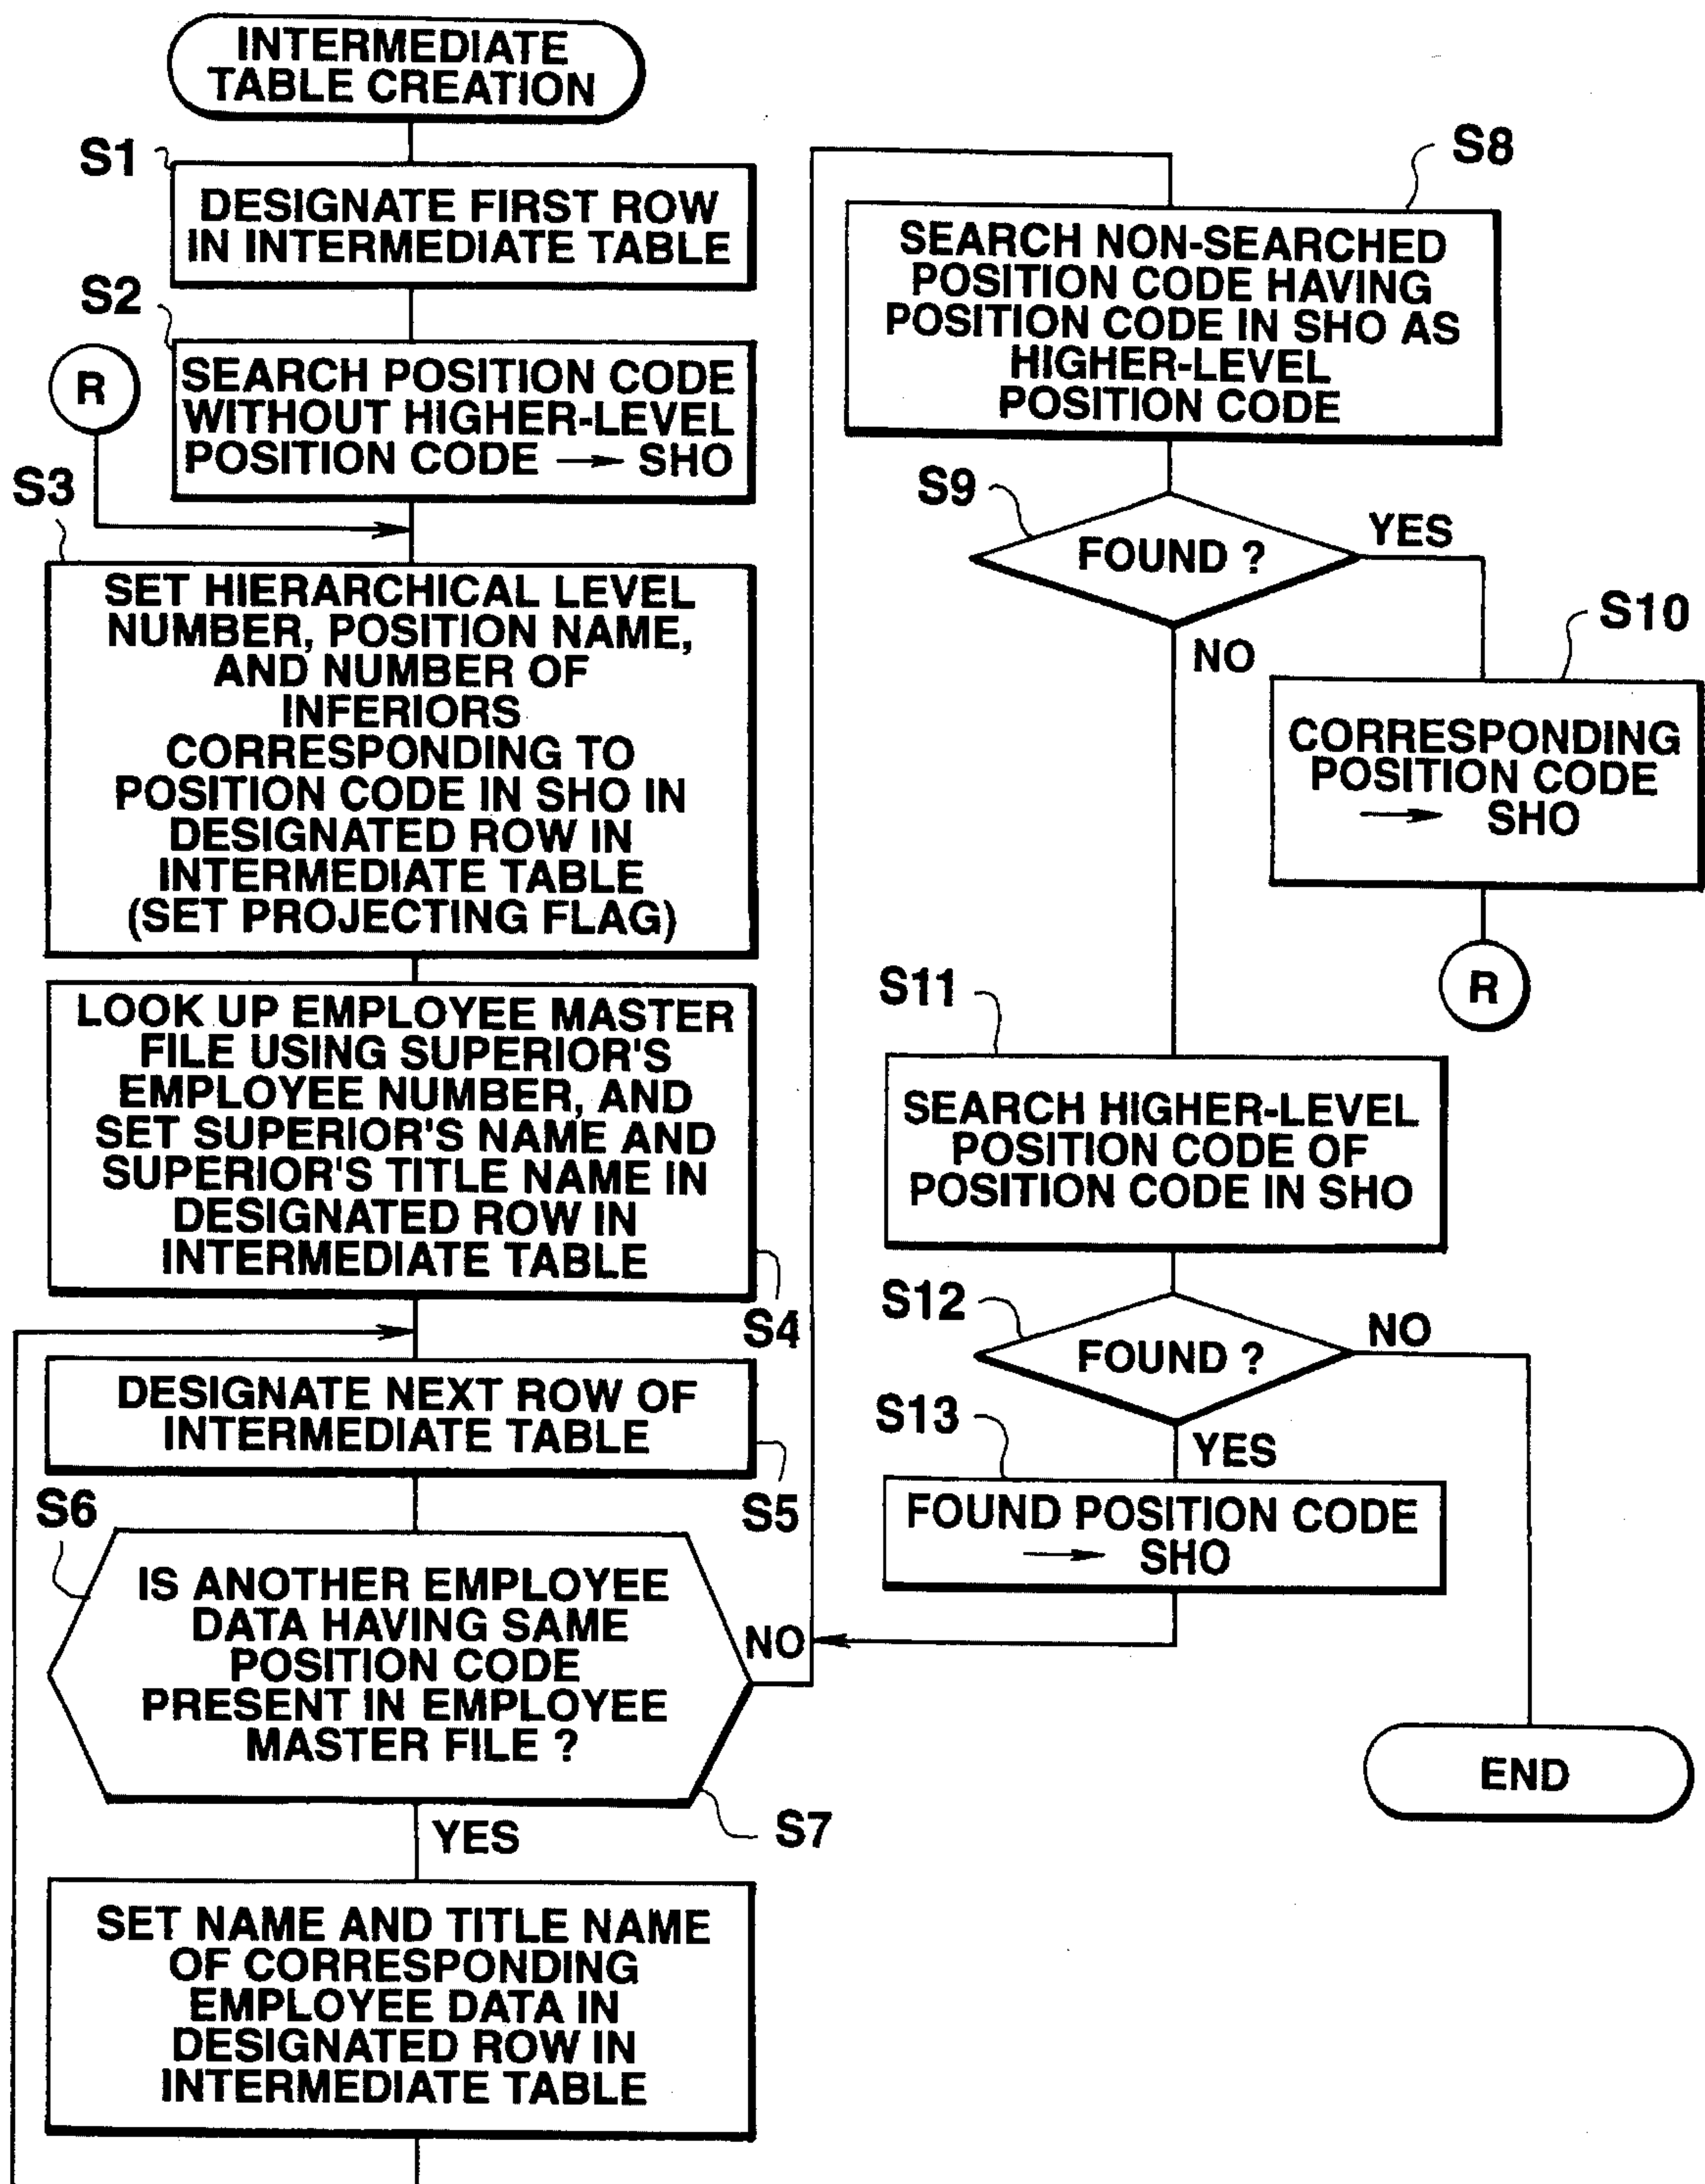 INTERMEDIATE
TABLE CREATION
S1
DESIGNATE FIRST ROW
IN INTERMEDIATE TABLE
S2
R
SEARCH POSITION CODE
WITHOUT HIGHER-LEVEL
POSITION CODE → SHO
S3
SET HIERARCHICAL LEVEL
NUMBER, POSITION NAME,
AND NUMBER OF
INFERIORS
CORRESPONDING TO
POSITION CODE IN SHO IN
DESIGNATED ROW IN
INTERMEDIATE TABLE
(SET PROJECTING FLAG)
LOOK UP EMPLOYEE MASTER
FILE USING SUPERIOR'S
EMPLOYEE NUMBER, AND
SET SUPERIOR'S NAME AND
SUPERIOR'S TITLE NAME IN
DESIGNATED ROW IN
INTERMEDIATE TABLE
S4
DESIGNATE NEXT ROW OF
INTERMEDIATE TABLE
S5
S6
IS ANOTHER EMPLOYEE
DATA HAVING SAME
POSITION CODE
PRESENT IN EMPLOYEE
MASTER FILE ?
NO
YES
S7
SET NAME AND TITLE NAME
OF CORRESPONDING
EMPLOYEE DATA IN
DESIGNATED ROW IN
INTERMEDIATE TABLE
S8
SEARCH NON-SEARCHED
POSITION CODE HAVING
POSITION CODE IN SHO AS
HIGHER-LEVEL
POSITION CODE
S9
FOUND ?
YES
NO
S10
CORRESPONDING
POSITION CODE
→ SHO
R
S11
SEARCH HIGHER-LEVEL
POSITION CODE OF
POSITION CODE IN SHO
S12
FOUND ?
NO
YES
S13
FOUND POSITION CODE
→ SHO
END